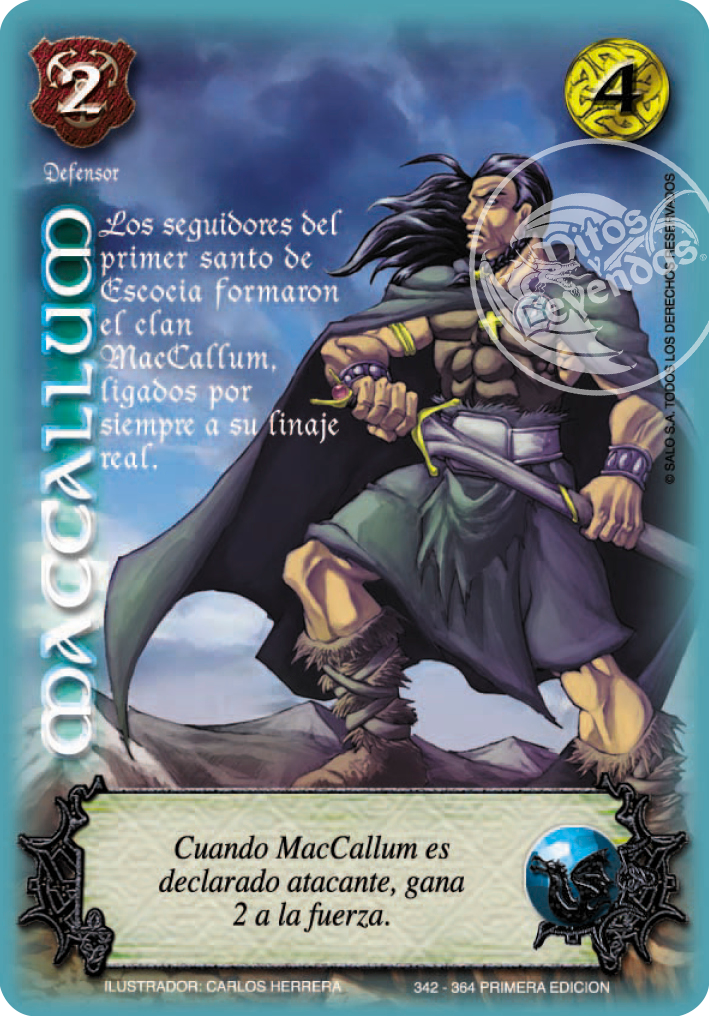 2
4
Defensor
MACCALLUM
Los seguidores del
primer santo de
Escocia formaron
el clan
MacCallum,
ligados por
siempre a su linaje
real.
Mitos
Leyendas
®
© SALO S.A. TODOS LOS DERECHOS RESERVADOS
Cuando MacCallum es
declarado atacante, gana
2 a la fuerza.
ILUSTRADOR: CARLOS HERRERA
342 - 364 PRIMERA EDICION